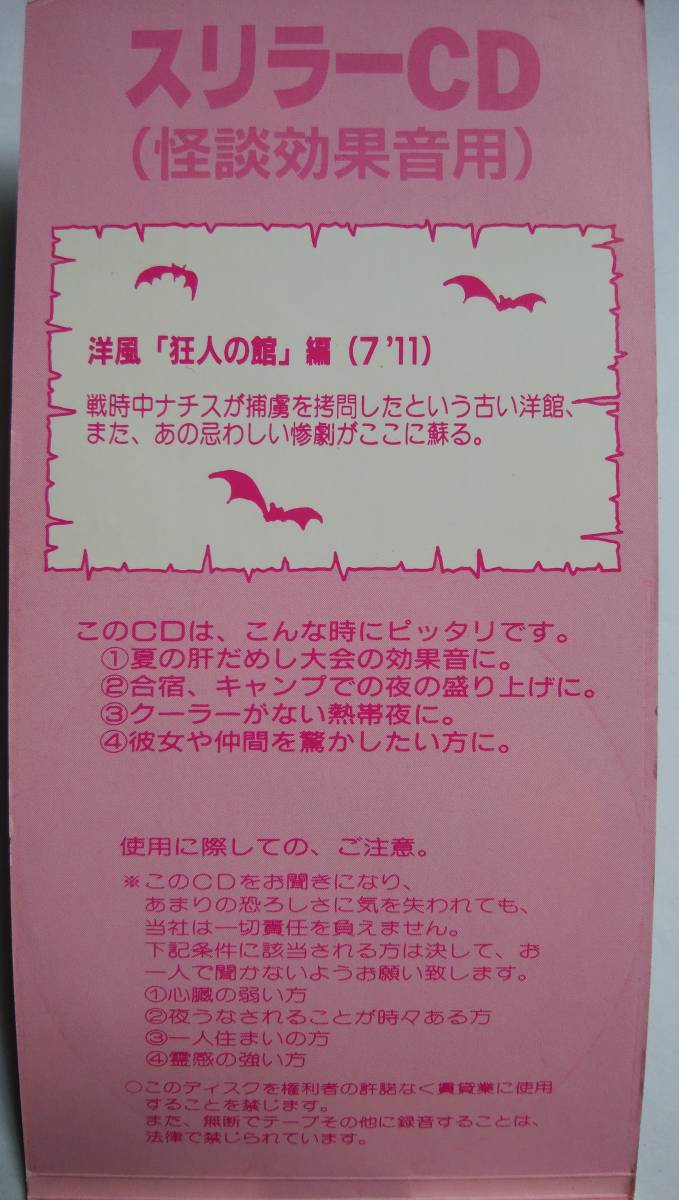 スリラーCD
(怪談効果音用)
洋風「狂人の館」編(7'11)
戦時中ナチスが捕虜を拷問したという古い洋館、
また、あの忌わしい惨劇がここに蘇る。
このCDは、こんな時にピッタリです。
①夏の肝だめし大会の効果音に。
②合宿、キャンプでの夜の盛り上げに。
③クーラーがない熱帯夜に。
④彼女や仲間を驚かしたい方に。
使用に際しての、ご注意。
※このCDをお聞きになり、
あまりの恐ろしさに気を失われても、
当社は一切責任を負えません。
下記条件に該当される方は決して、お
一人で聞かないようお願い致します。
①心臓の弱い方
②夜うなされることが時々ある方
③一人住まいの方
④霊感の強い方
○このディスクを権利者の許諾なく賃貸業に使用
することを禁じます。
また、無断でテープその他に録音することは、
法律で禁じられています。